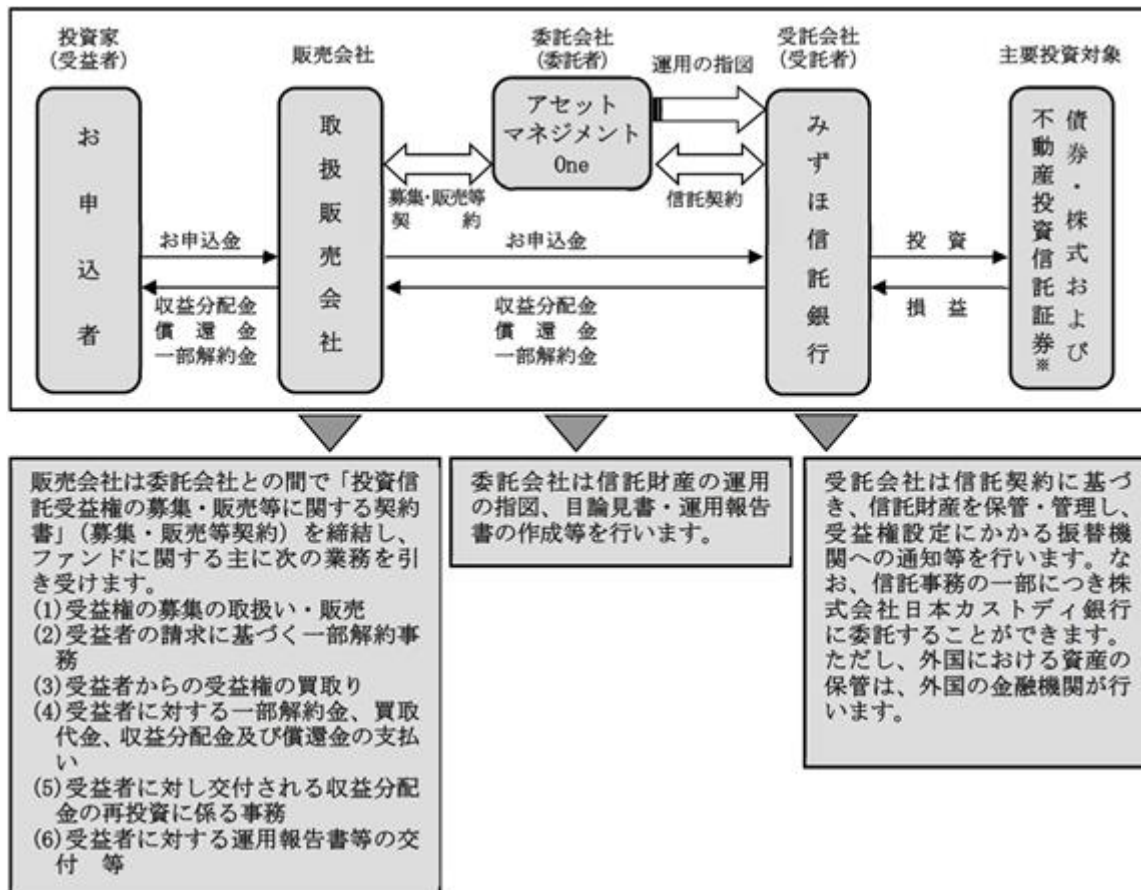 投資家
(受益者)
販売会社
委託会社
(委託者)
運用の指図
受託会社
(受託者)
主要投資対象
お申込者
取扱販売会社
アセット
マネジメント
One
みずほ信託銀行
債券・株式および
不動産投資信託証券※
募集・販売等
契約
信託契約
お申込金
お申込金
投資
収益分配金
償還金
一部解約金
収益分配金
償還金
一部解約金
損益
販売会社は委託会社との間で「投資信
託受益権の募集・販売等に関する契約
書」(募集・販売等契約)を締結し、
ファンドに関する主に次の業務を引
き受けます。
(1)受益権の募集の取扱い・販売
(2)受益者の請求に基づく一部解約事
務
(3)受益者からの受益権の買取り
(4)受益者に対する一部解約金、買取
代金、収益分配金及び償還金の支払
い
(5)受益者に対し交付される収益分配
金の再投資に係る事務
(6)受益者に対する運用報告書等の交
付 等
委託会社は信託財産の運用
の指図、目論見書・運用報告
書の作成等を行います。
受託会社は信託契約に基づ
き、信託財産を保管・管理し、
受益権設定にかかる振替機
関への通知等を行います。な
お、信託事務の一部につき株
式会社日本カストディ銀行
に委託することができます。
ただし、外国における資産の
保管は、外国の金融機関が行
います。